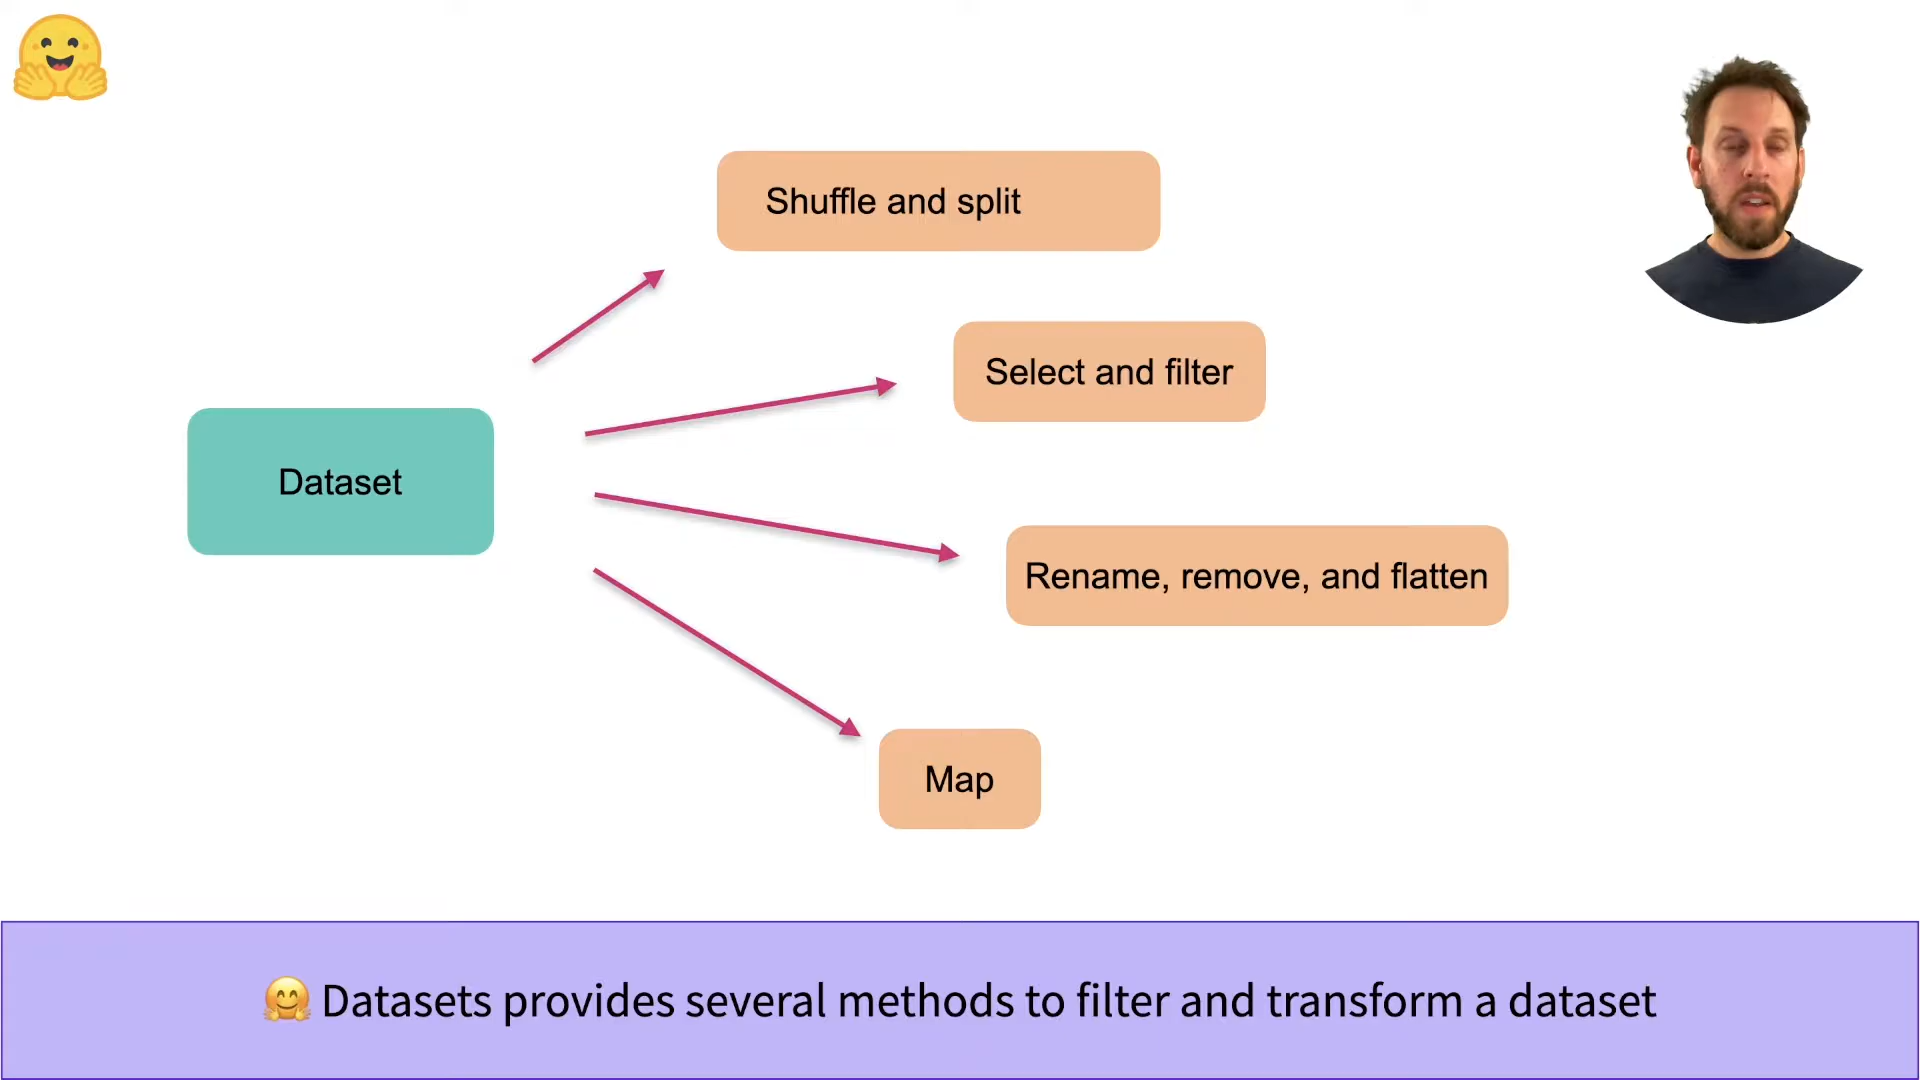 Shuffle and split
Select and filter
Dataset
Rename, remove, and flatten
Map
🤗 Datasets provides several methods to filter and transform a dataset